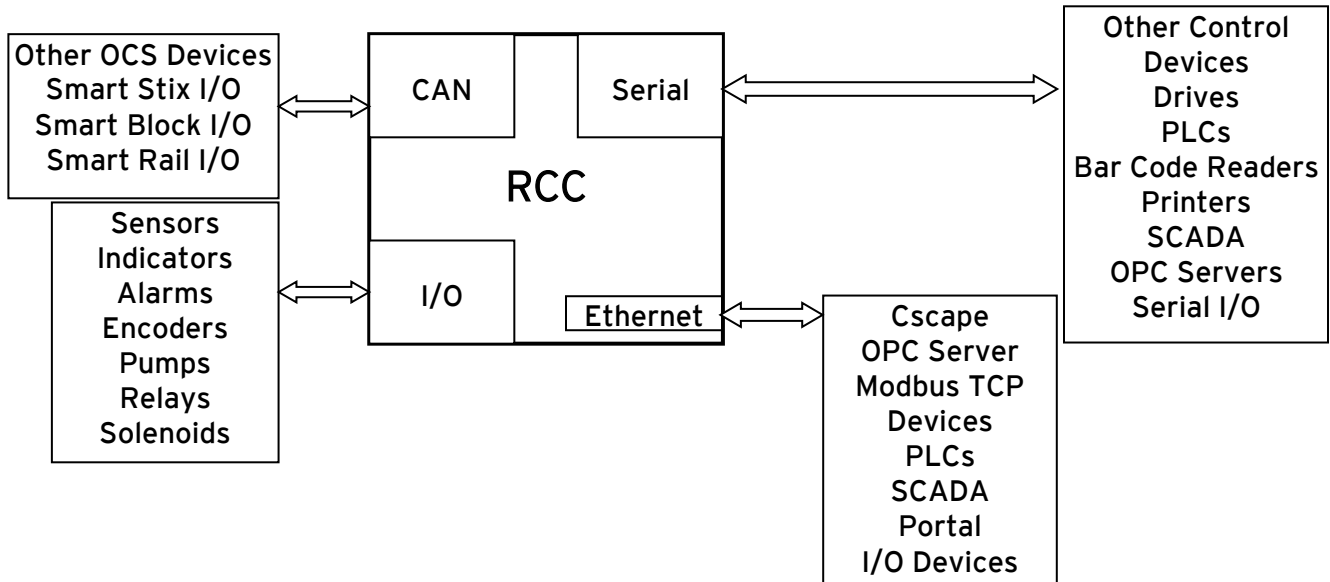 Other OCS Devices
Smart Stix I/O
Smart Block I/O
Smart Rail I/O
Sensors
Indicators
Alarms
Encoders
Pumps
Relays
Solenoids
CAN
Serial
RCC
I/O
Ethernet
Other Control
Devices
Drives
PLCs
Bar Code Readers
Printers
SCADA
OPC Servers
Serial I/O
Cscape
OPC Server
Modbus TCP
Devices
PLCs
SCADA
Portal
I/O Devices